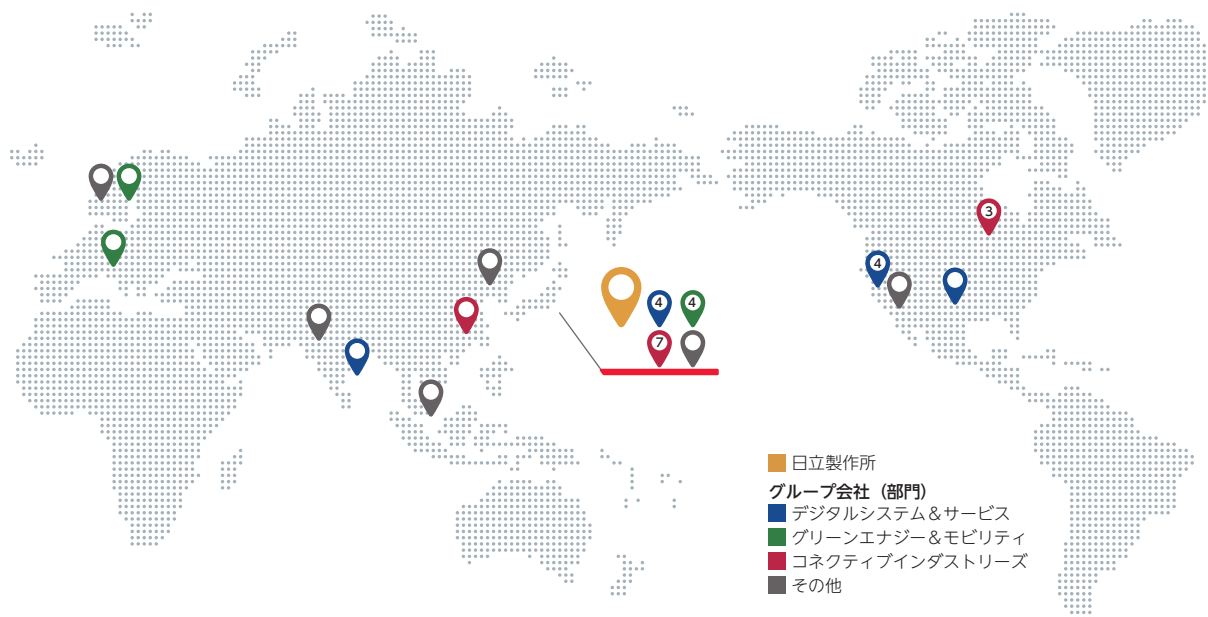 3
4
4
4
7
日立製作所
グループ会社（部門）
デジタルシステム＆サービス
グリーンエナジー＆モビリティ
コネクティブインダストリーズ
その他